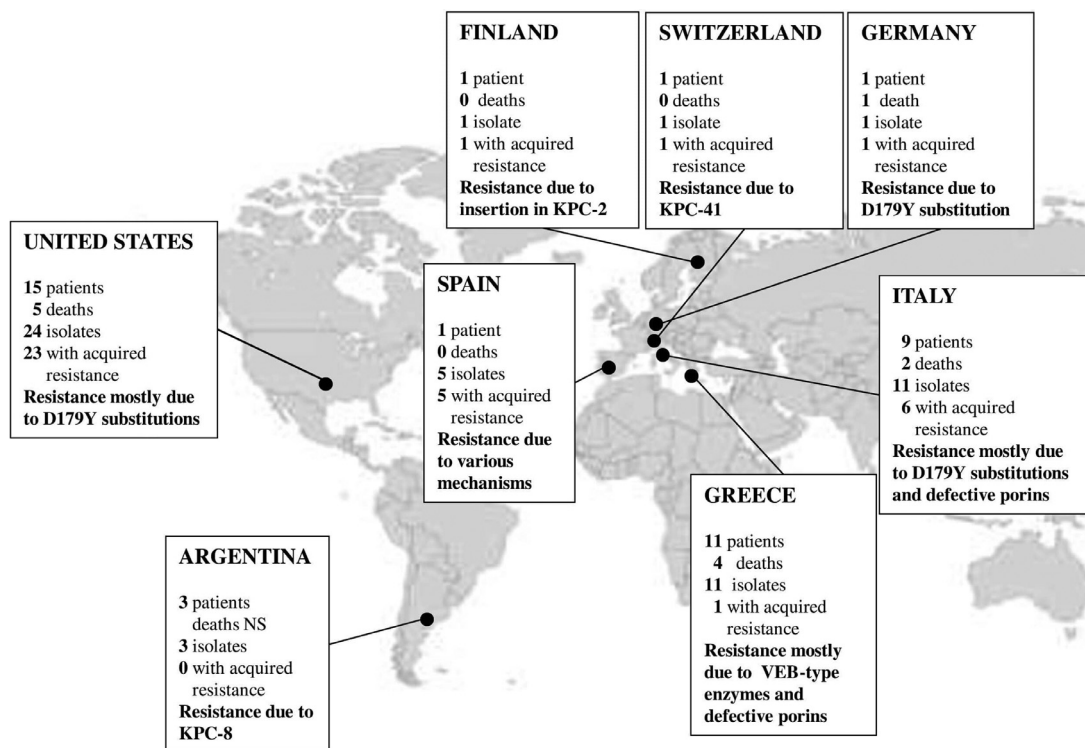 FINLAND
1 patient
0 deaths
1 isolate
1 with acquired
resistance
Resistance due to
insertion in KPC-2
SWITZERLAND
1 patient
0 deaths
1 isolate
1 with acquired
resistance
Resistance due to
KPC-41
GERMANY
1 patient
1 death
1 isolate
1 with acquired
resistance
Resistance due to
D179Y substitution
UNITED STATES
15 patients
5 deaths
24 isolates
23 with acquired
resistance
Resistance mostly due
to D179Y substitutions
SPAIN
1 patient
0 deaths
5 isolates
5 with acquired
resistance
Resistance due
to various
mechanisms
ITALY
9 patients
2 deaths
11 isolates
6 with acquired
resistance
Resistance mostly due
to D179Y substitutions
and defective porins
GREECE
11 patients
4 deaths
11 isolates
1 with acquired
resistance
Resistance mostly
due to VEB-type
enzymes and
defective porins
ARGENTINA
3 patients
deaths NS
3 isolates
0 with acquired
resistance
Resistance due to
KPC-8